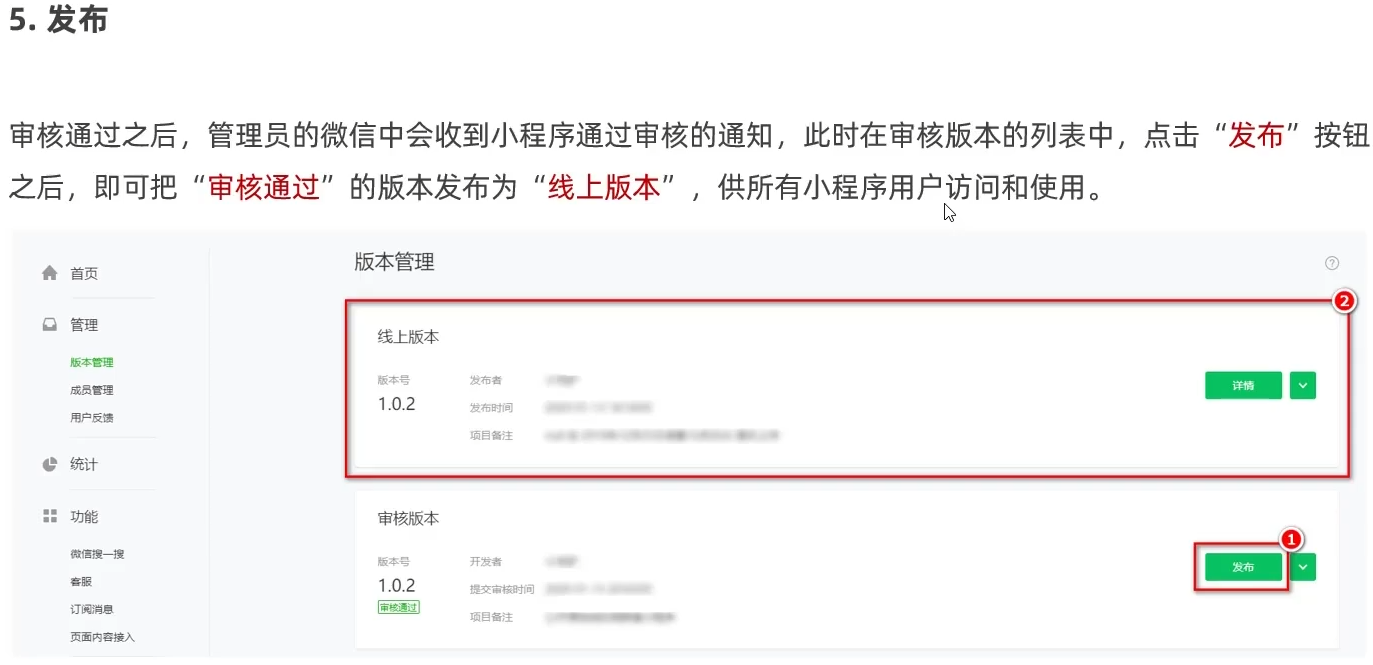 5. 发布
审核通过之后，管理员的微信中会收到小程序通过审核的通知，此时在审核版本的列表中，点击“发布”按钮
之后，即可把“审核通过”的版本发布为“线上版本”，供所有小程序用户访问和使用。
首页
管理
版本管理
成员管理
用户反馈
统计
功能
微信搜一搜
客服
订阅消息
页面内容接入
版本管理
?
2
线上版本
版本号
1.0.2
发布者
发布时间
项目备注
详情
审核版本
1
版本号
1.0.2
审核通过
开发者
提交审核时间
项目备注
发布